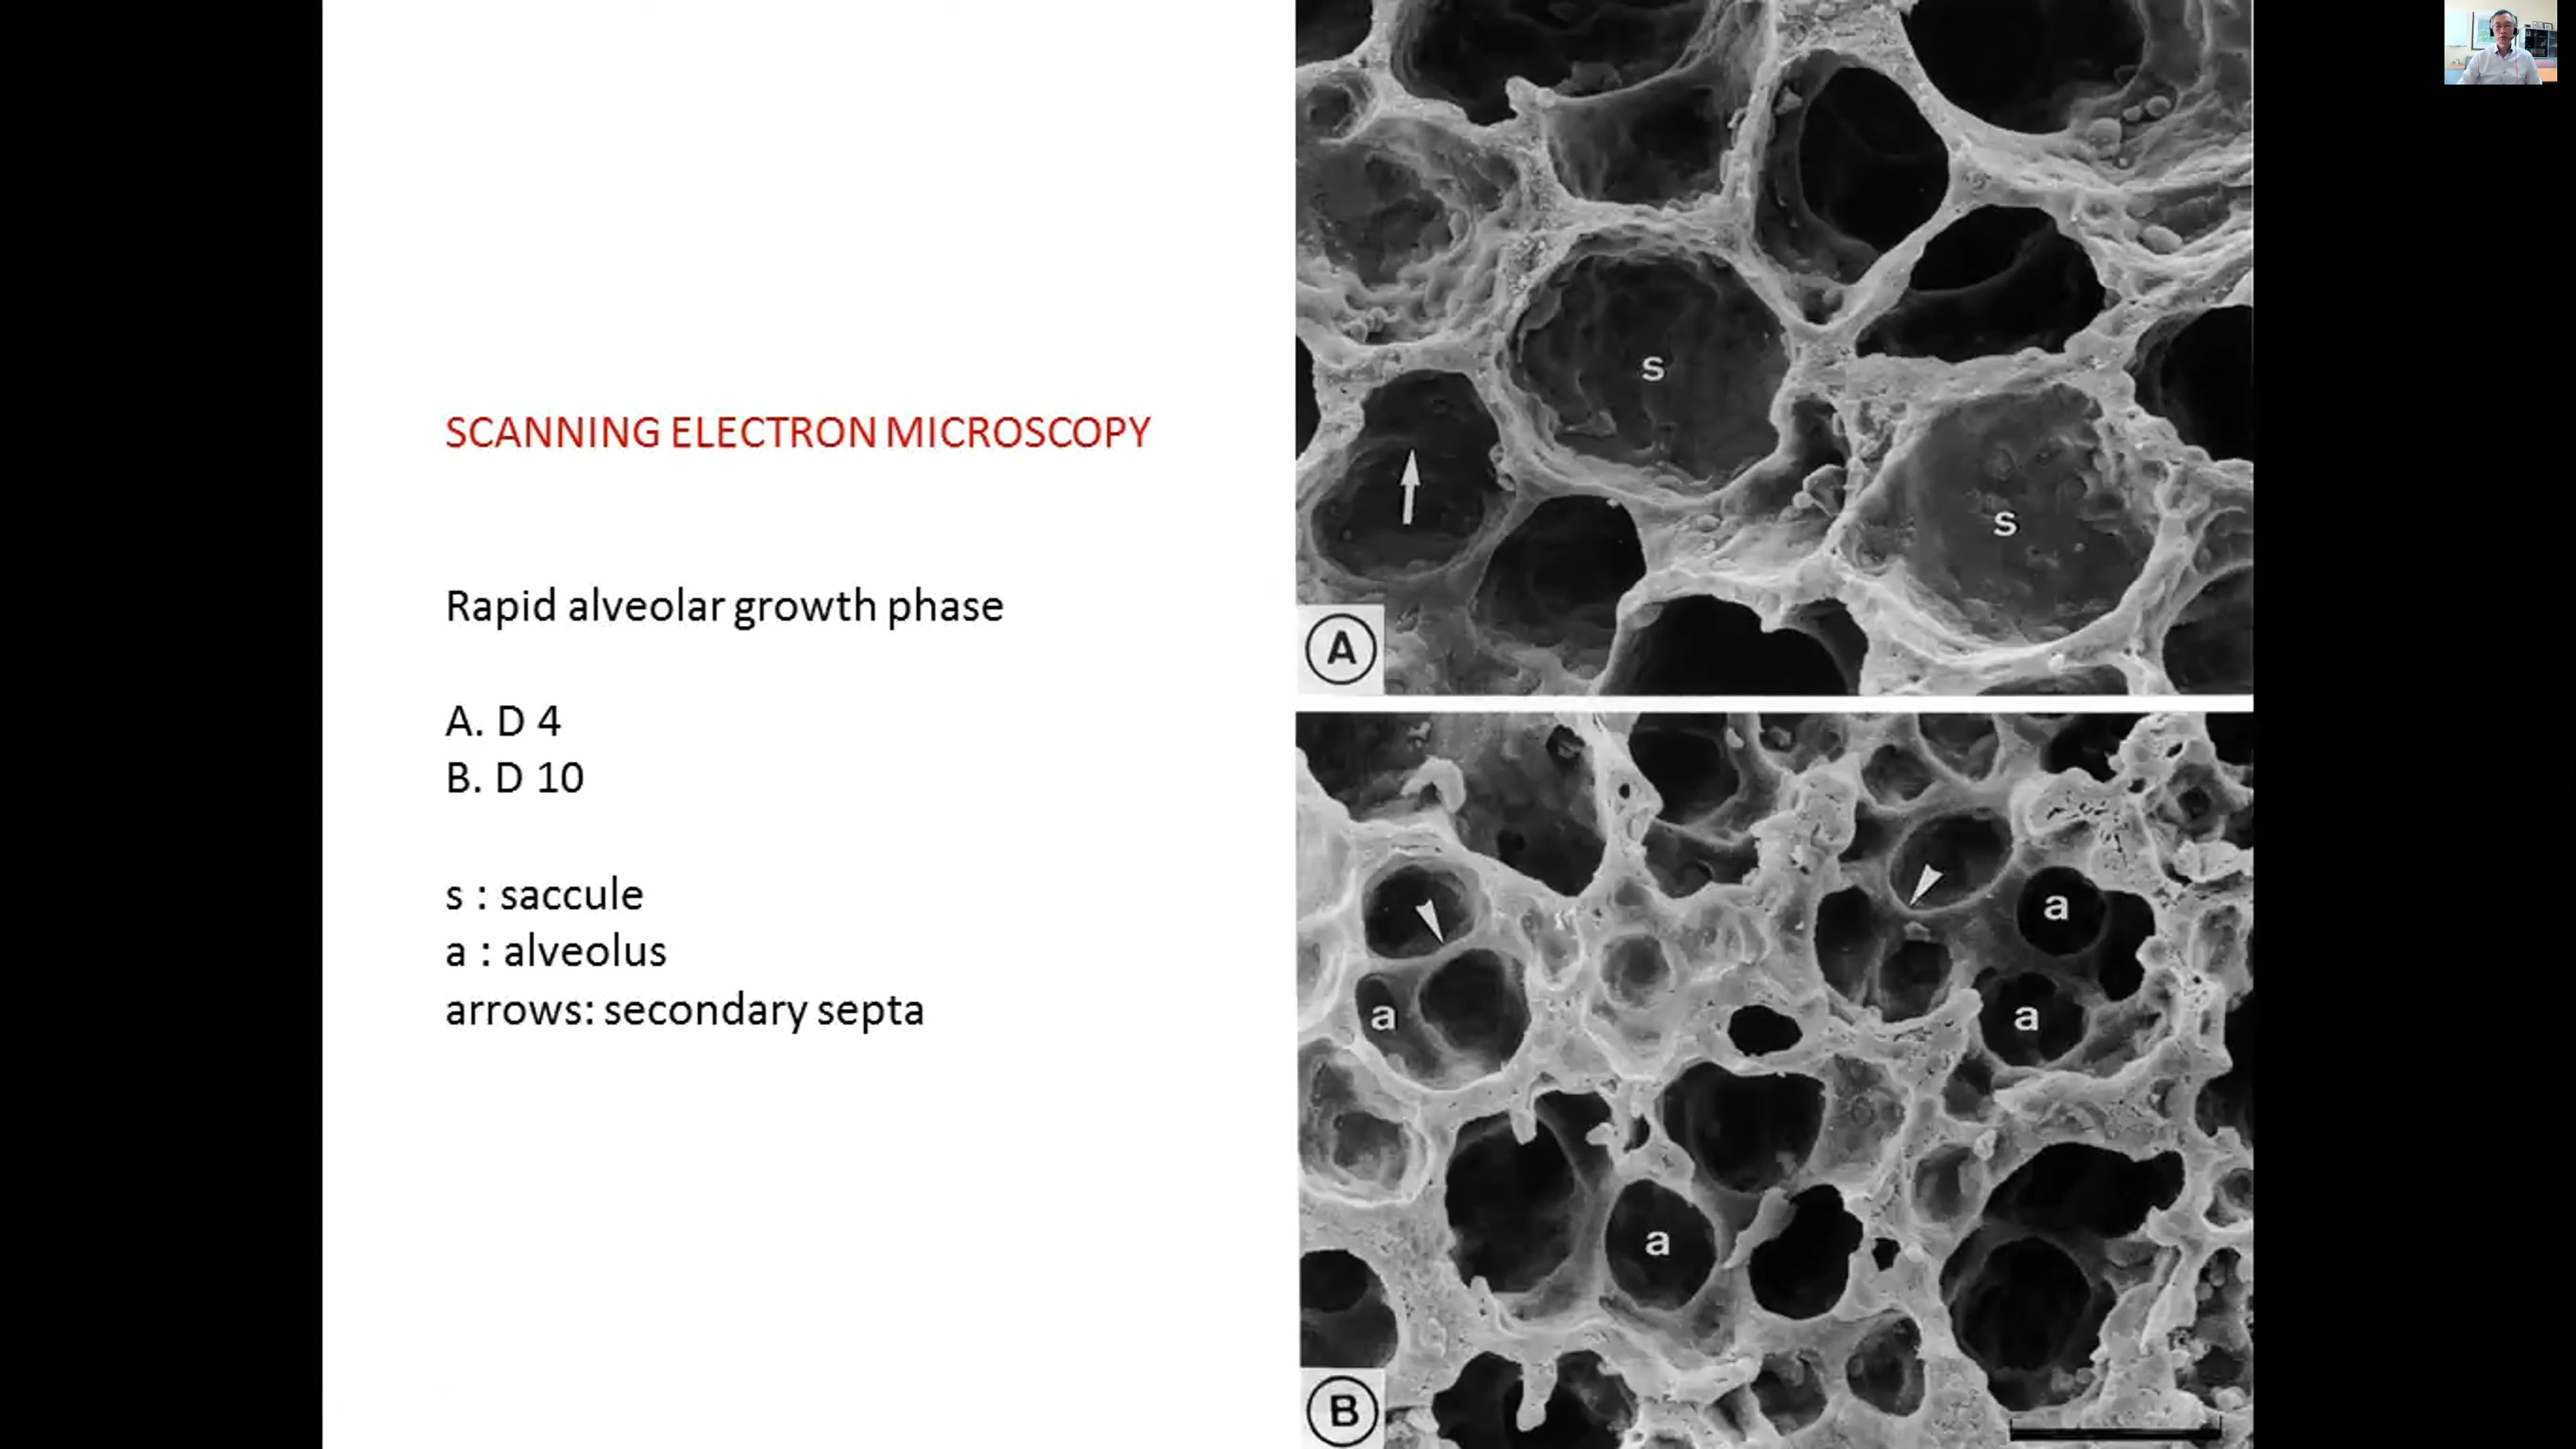 SCANNING ELECTRON MICROSCOPY
Rapid alveolar growth phase
A. D 4
B. D 10
s : saccule
a : alveolus
arrows: secondary septa
s
s
A
a
a
a
a
B